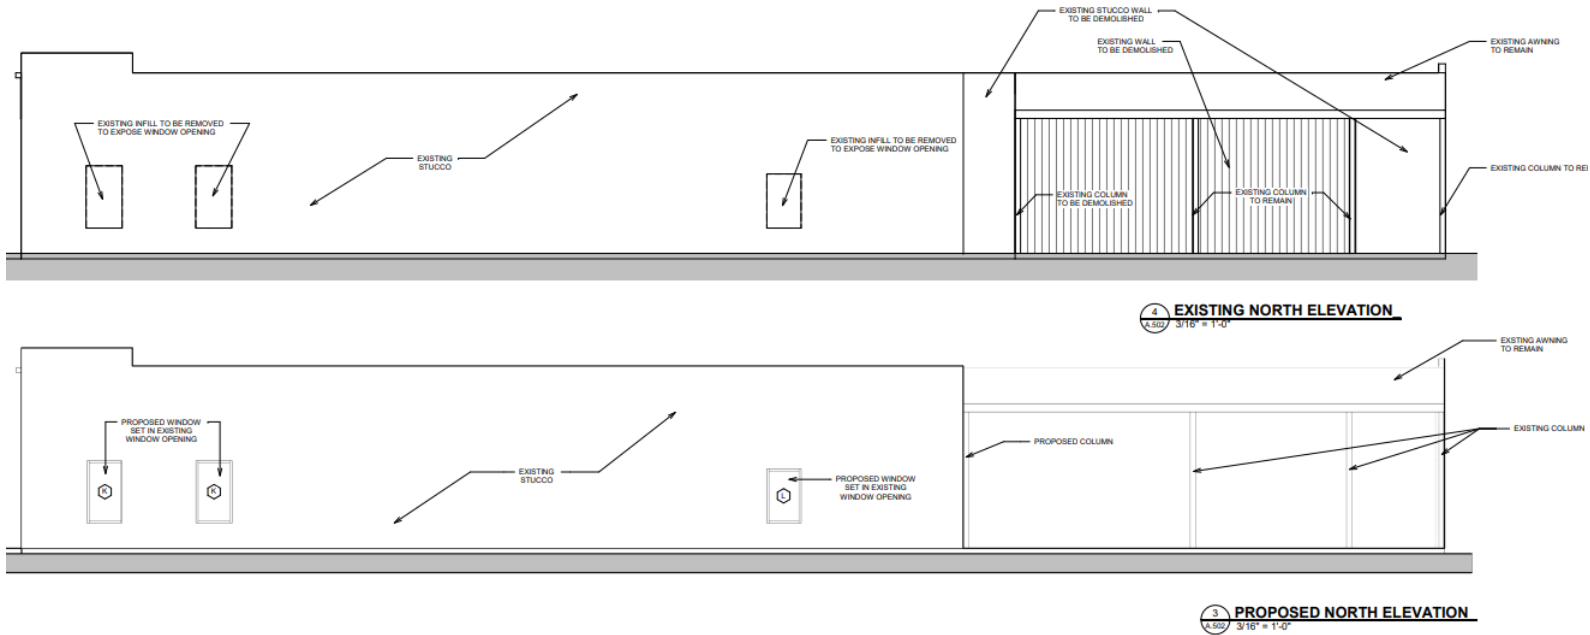 EXISTING STUCCO WALL
TO BE DEMOLISHED
EXISTING WALL
TO BE DEMOLISHED
EXISTING AWNING
TO REMAIN
EXISTING INFILL TO BE REMOVED
TO EXPOSE WINDOW OPENING
EXISTING
STUCCO
EXISTING INFILL TO BE REMOVED
TO EXPOSE WINDOW OPENING
EXISTING COLUMN
TO BE DEMOLISHED
EXISTING COLUMN
TO REMAIN
EXISTING COLUMN TO RE
4
A.502
EXISTING NORTH ELEVATION
3/16" = 1'-0"
EXSTING AWNING
TO REMAIN
PROPOSED WINDOW
SET IN EXISTING
WINDOW OPENING
K
K
EXISTING
STUCCO
PROPOSED WINDOW
SET IN EXISTING
WINDOW OPENING
L
PROPOSED COLUMN
EXISTING COLUMN
3
A.502
PROPOSED NORTH ELEVATION
3/16" = 1'-0"